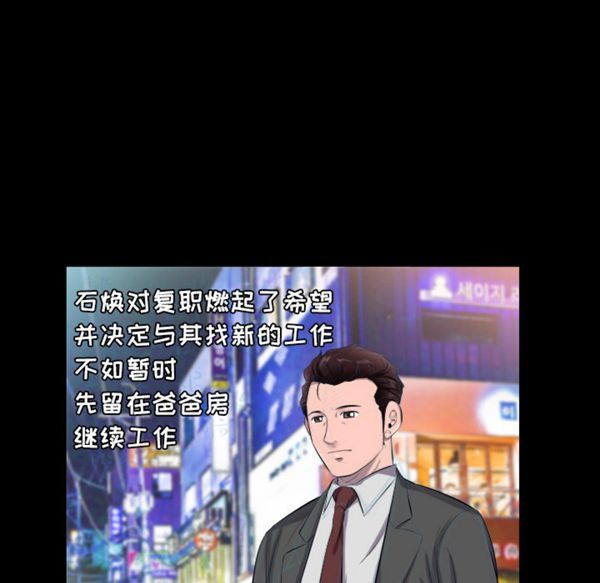 石焕对复职燃起了希望
并决定与其找新的工作
不如暂时
先留在爸爸房
继续工作
세이지